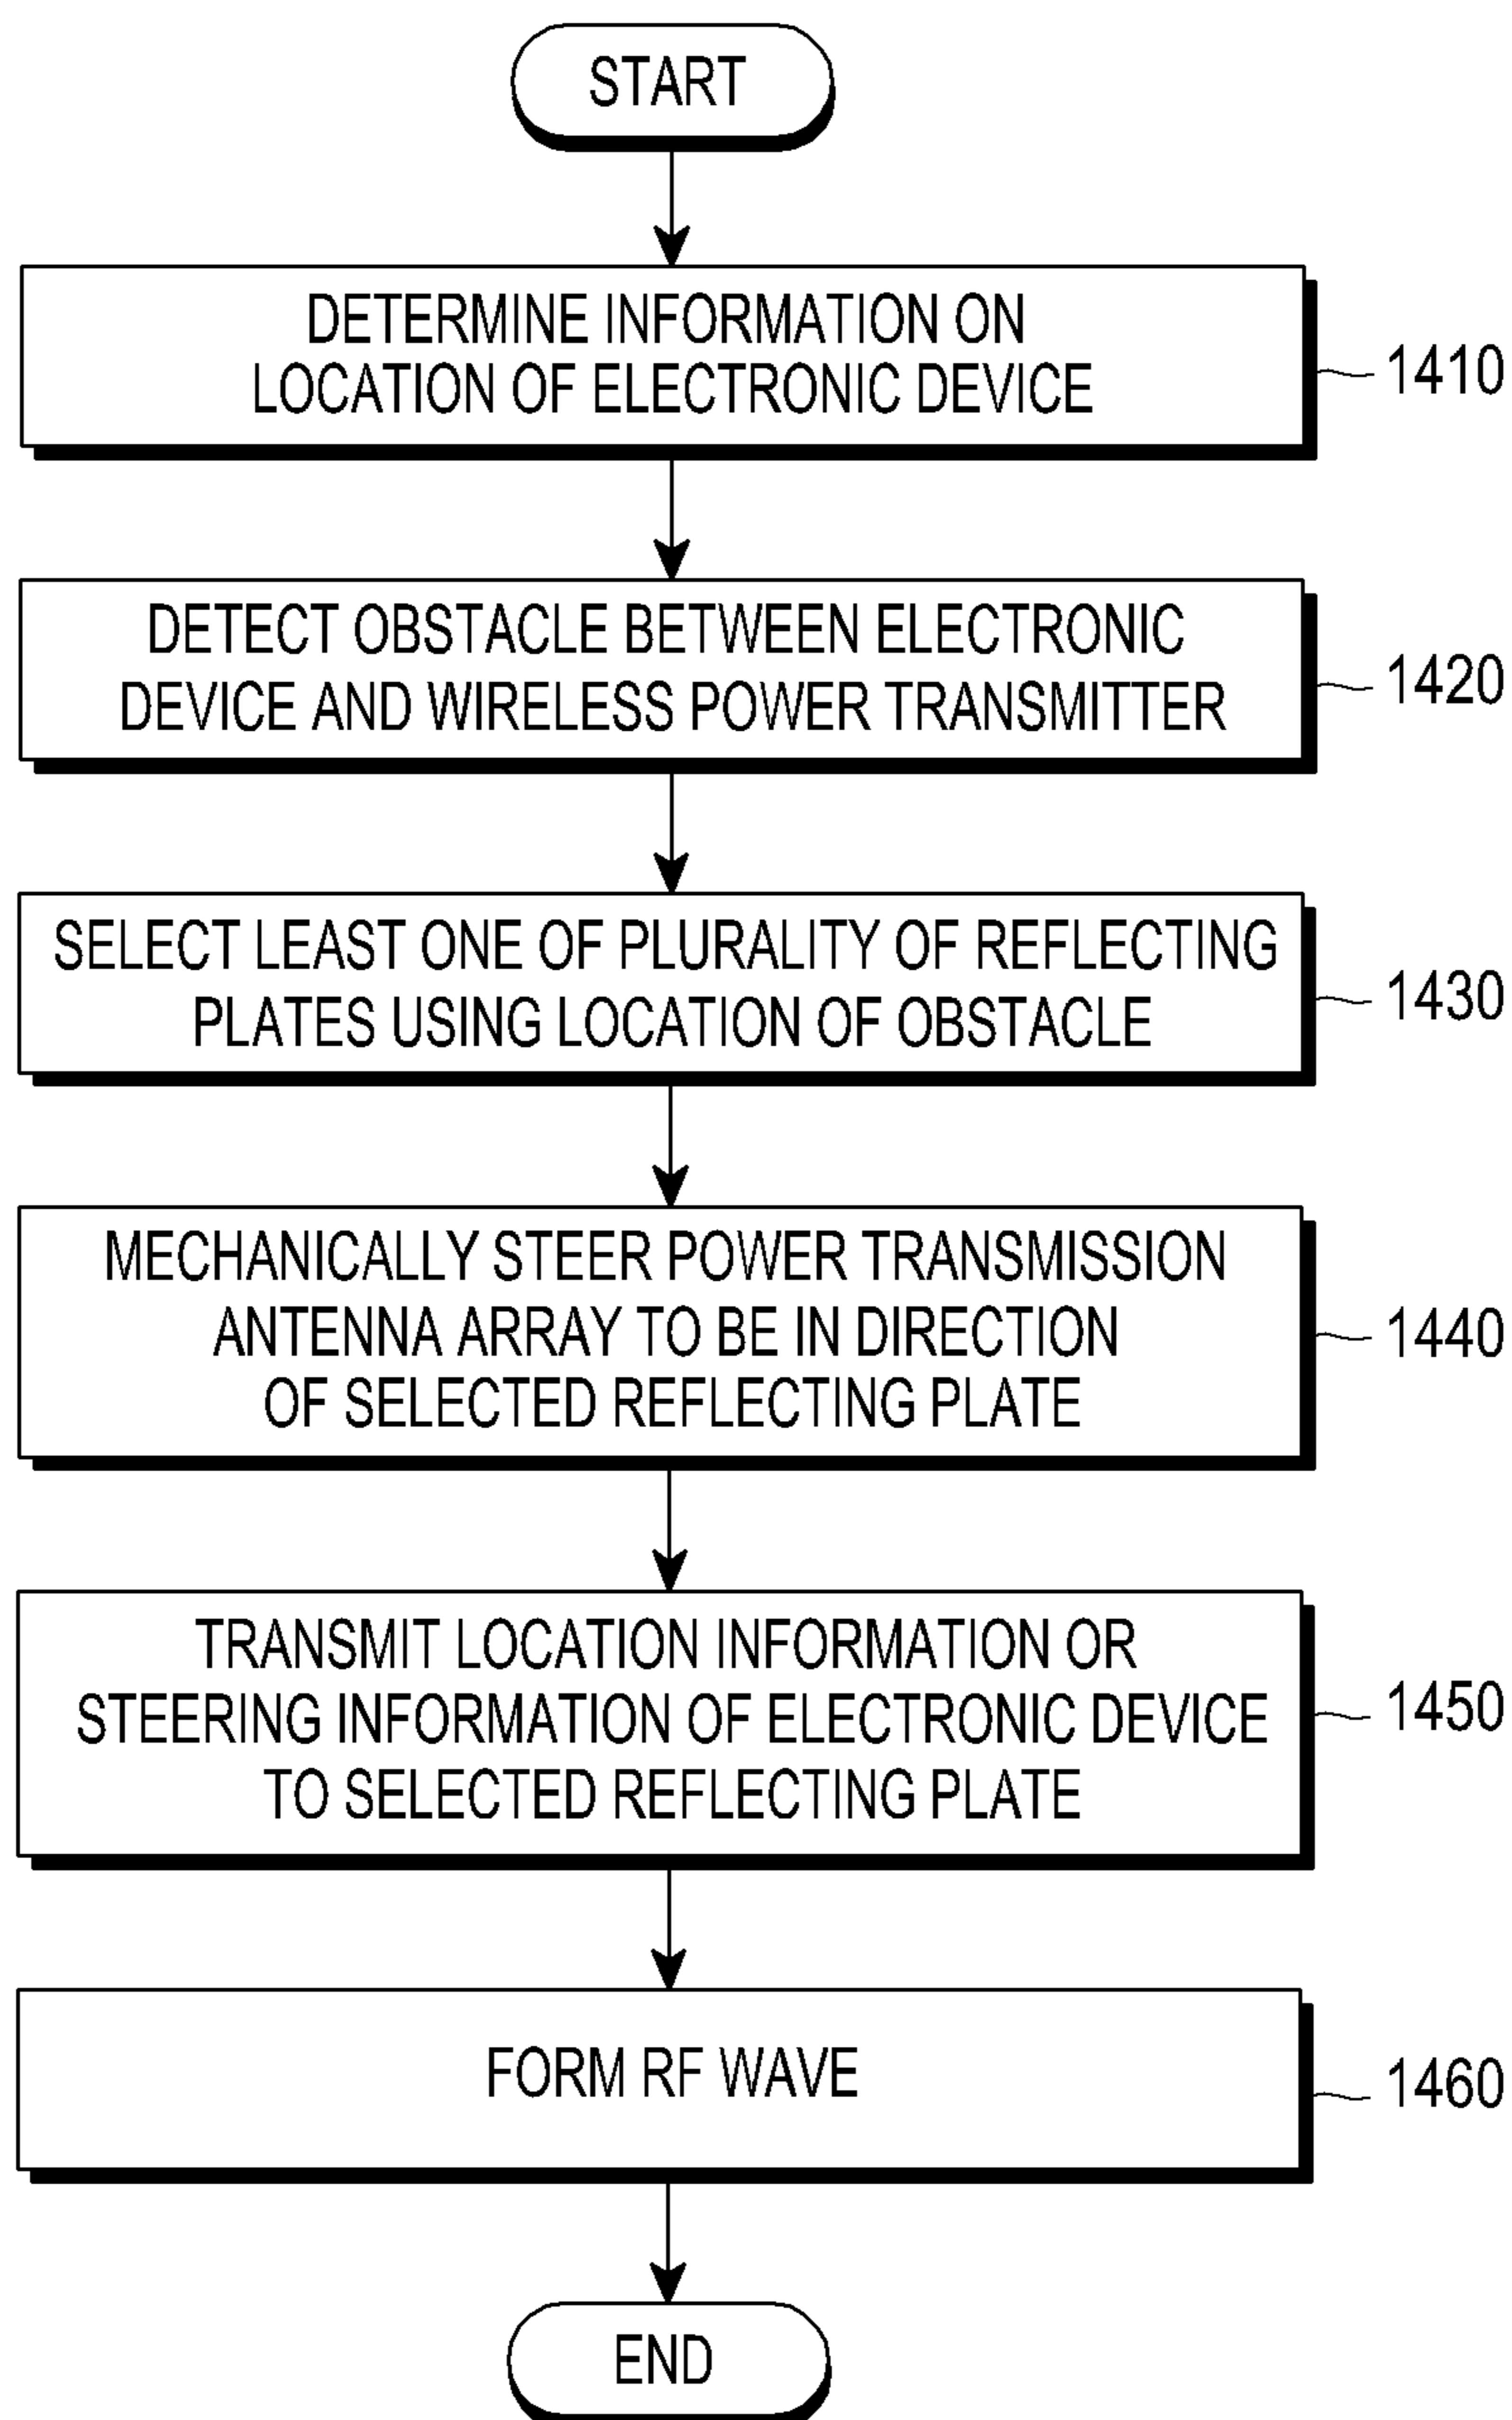 START
DETERMINE INFORMATION ON
LOCATION OF ELECTRONIC DEVICE
1410
DETECT OBSTACLE BETWEEN ELECTRONIC
DEVICE AND WIRELESS POWER TRANSMITTER
1420
SELECT LEAST ONE OF PLURALITY OF REFLECTING
PLATES USING LOCATION OF OBSTACLE
1430
MECHANICALLY STEER POWER TRANSMISSION
ANTENNA ARRAY TO BE IN DIRECTION
OF SELECTED REFLECTING PLATE
1440
TRANSMIT LOCATION INFORMATION OR
STEERING INFORMATION OF ELECTRONIC DEVICE
TO SELECTED REFLECTING PLATE
1450
FORM RF WAVE
1460
END